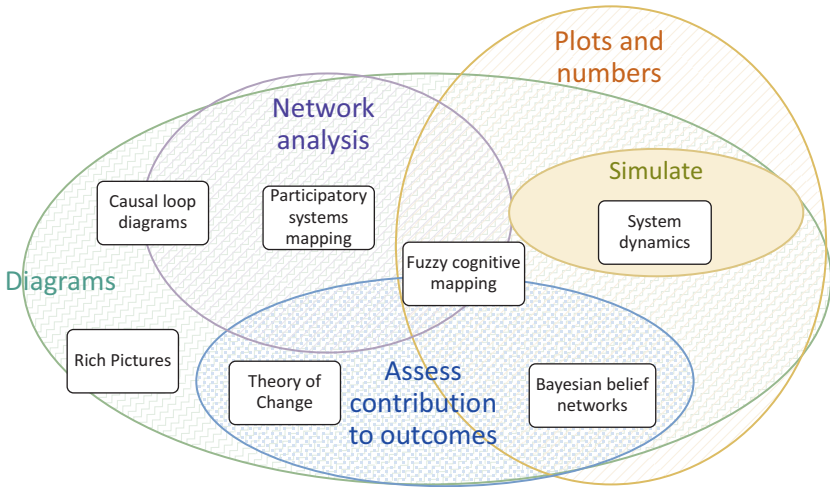 Plots and
numbers
Network
analysis
Simulate
Causal loop
diagrams
Participatory
systems
mapping
System
dynamics
Fuzzy cognitive
mapping
Diagrams
Rich Pictures
Theory of
Change
Assess
contribution
to outcomes
Bayesian belief
networks